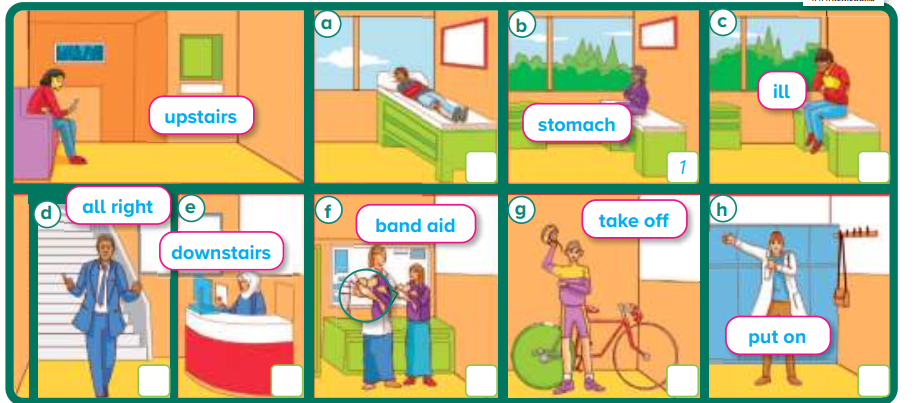 a
b
c
upstairs
stomach
ill
1
d
all right
e
downstairs
f
band aid
g
take off
h
put on